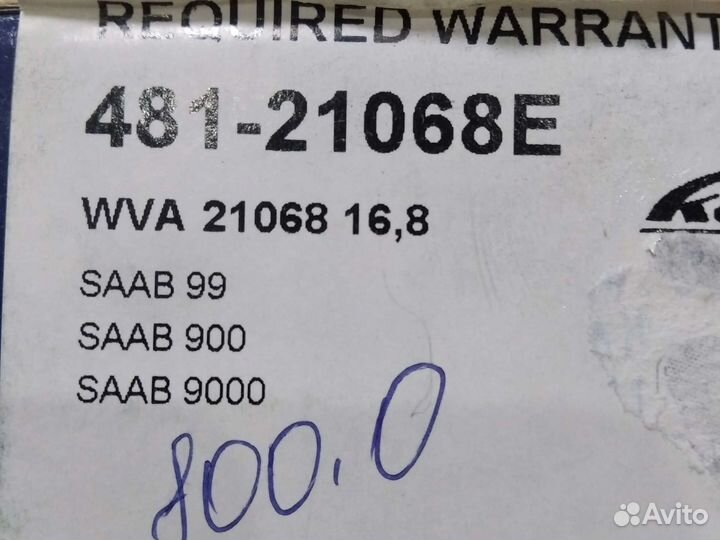 REQUIRED WARRANT
481-21068E
WVA 21068 16,8
SAAB 99
SAAB 900
SAAB 9000
800.0
Avito